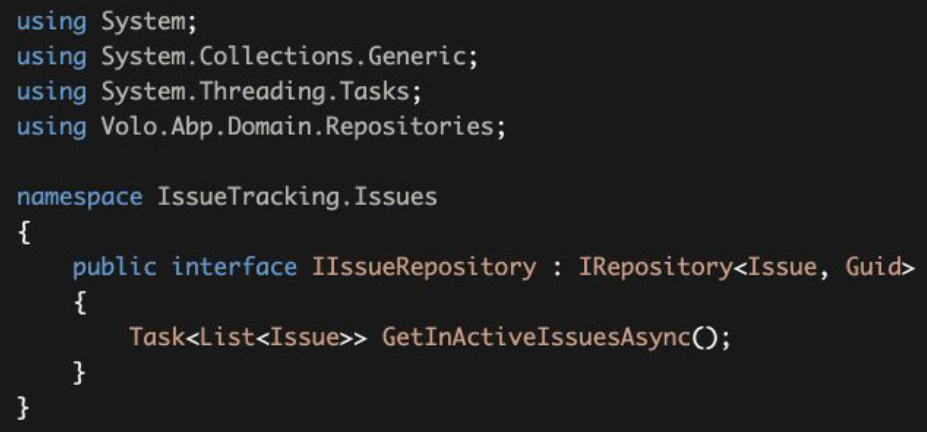 using System;
using System.Collections.Generic;
using System.Threading.Tasks;
using Volo.Abp.Domain.Repositories;

namespace IssueTracking.Issues
{
    public interface IIssueRepository : IRepository<Issue, Guid>
    {
        Task<List<Issue>> GetInActiveIssuesAsync();
    }
}